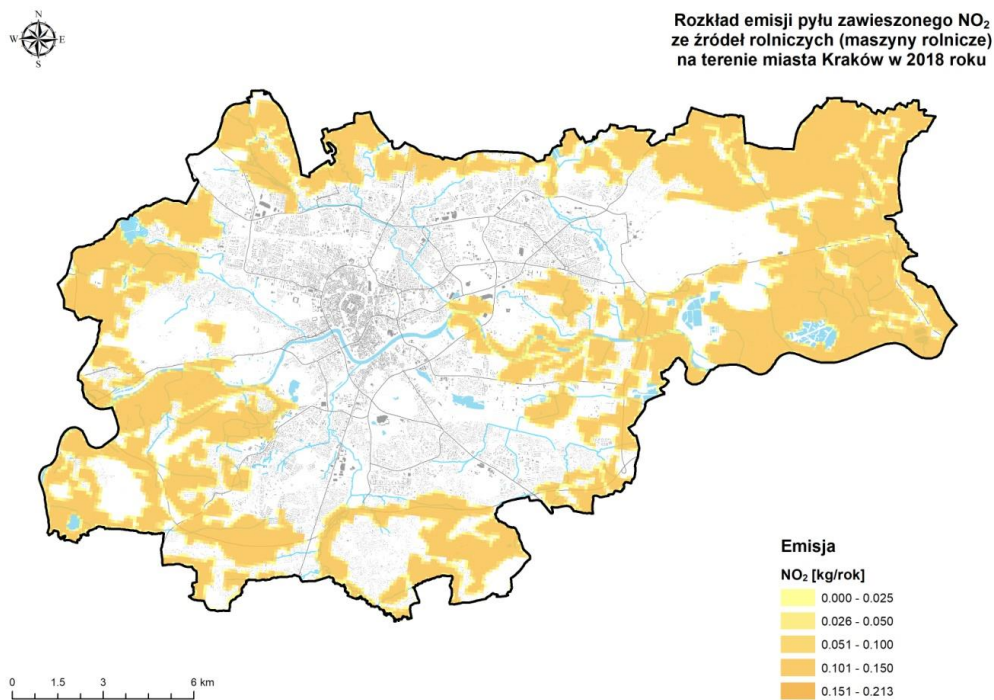 N
W E
S
Rozkład emisji pyłu zawieszonego NO₂
ze źródeł rolniczych (maszyny rolnicze)
na terenie miasta Kraków w 2018 roku
Emisja
NO₂ [kg/rok]
0.000 - 0.025
0.026 - 0.050
0.051 - 0.100
0.101 - 0.150
0.151 - 0.213
0 1.5 3 6 km